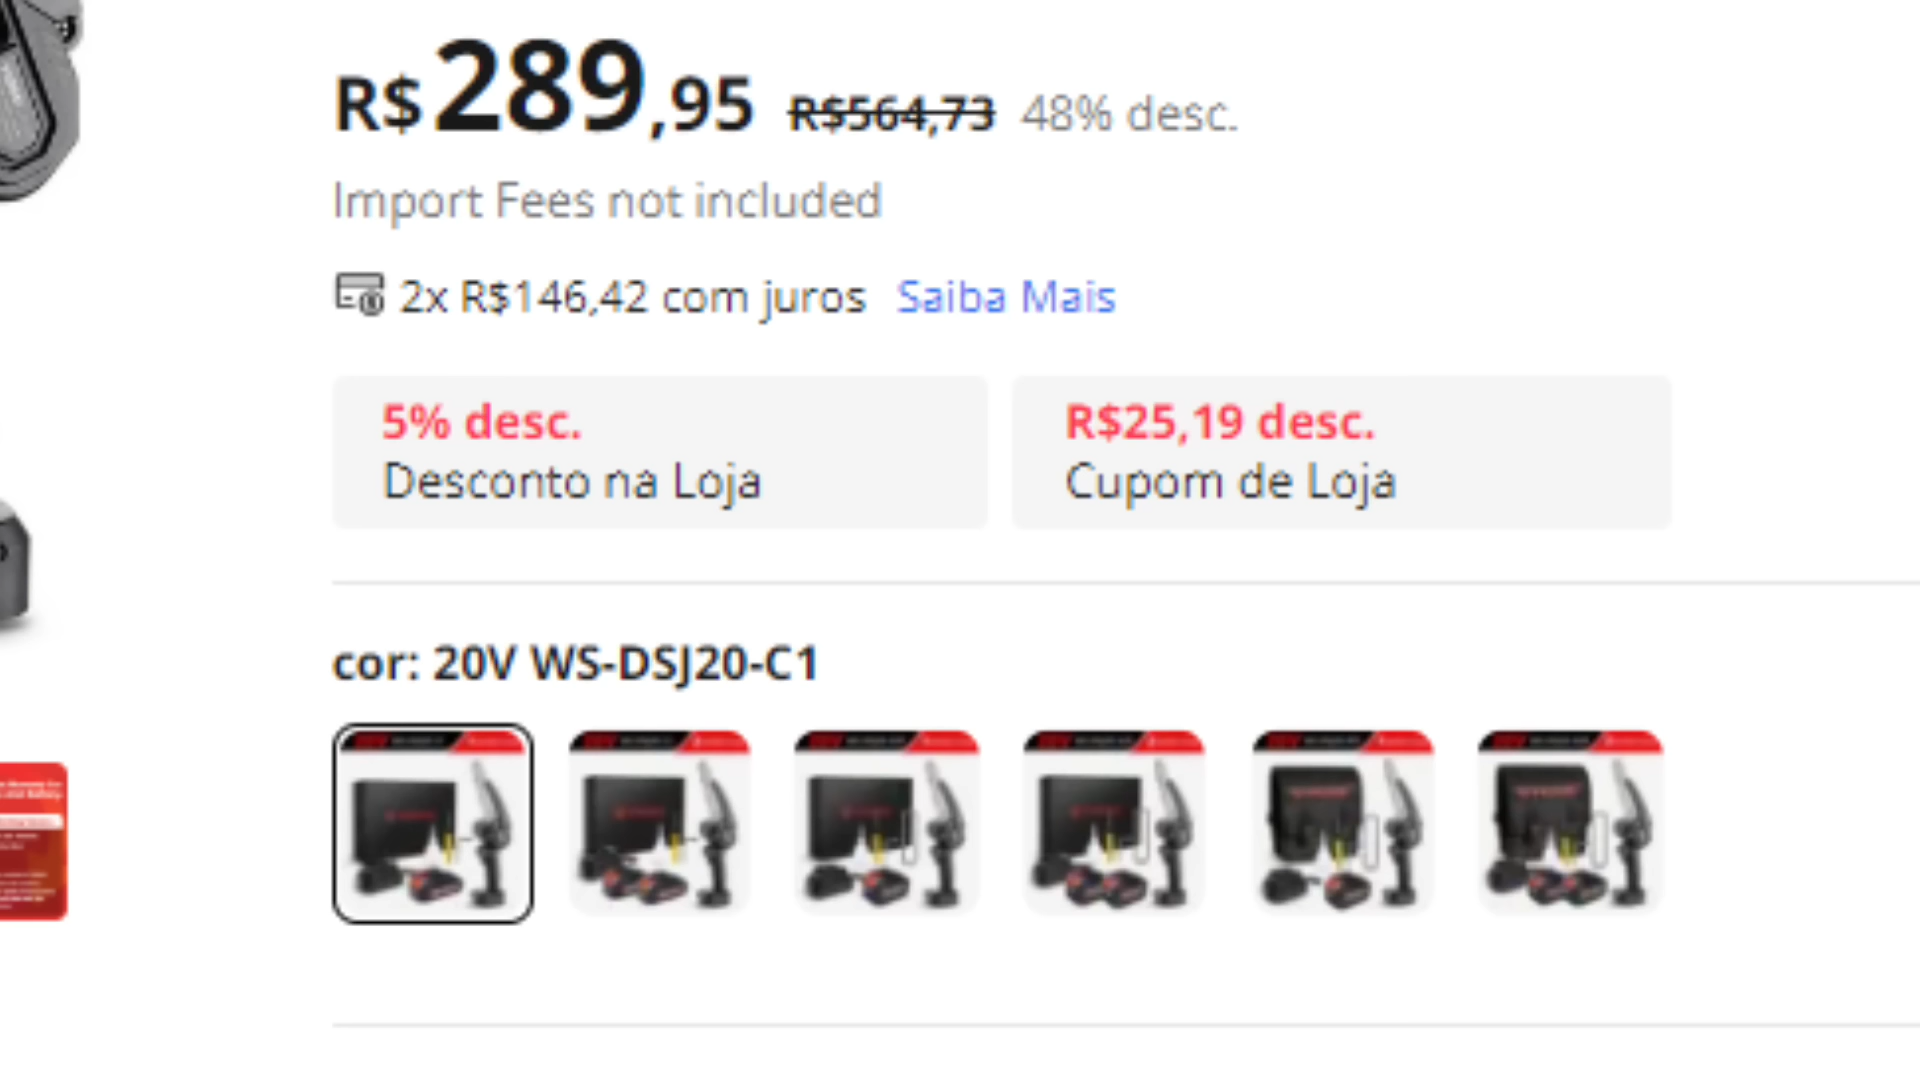 R$289,95 R$564,73 48% desc.
Import Fees not included
2x R$146,42 com juros Saiba Mais
5% desc.
Desconto na Loja
R$25,19 desc.
Cupom de Loja
cor: 20V WS-DSJ20-C1